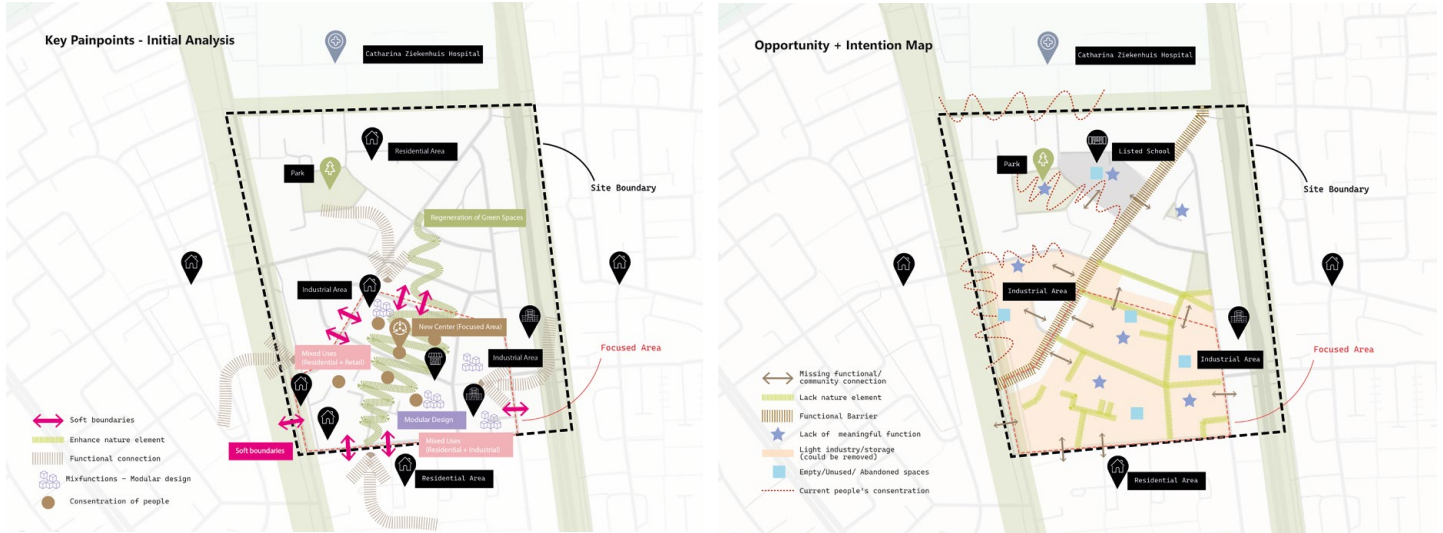 Key Painpoints - Initial Analysis
Catharina Ziekenhuis Hospital
Residential Area
Park
Site Boundary
Regeneration of Green Spaces
Industrial Area
New Center (Focused Area)
Mixed Uses
(Residential + Retail)
Industrial Area
Focused Area
Modular Design
Mixed Uses
(Residential + Industrial)
Soft boundaries
Residential Area
Soft boundaries
Enhance nature element
Functional connection
Mixfunctions - Modular design
Consentration of people
Opportunity + Intention Map
Catharina Ziekenhuis Hospital
Listed School
Park
Site Boundary
Industrial Area
Industrial Area
Focused Area
Residential Area
Missing functional/
community connection
Lack nature element
Functional Barrier
Lack of meaningful function
Light industry/storage
(could be removed)
Empty/Unused/ Abandoned spaces
Current people's consentration